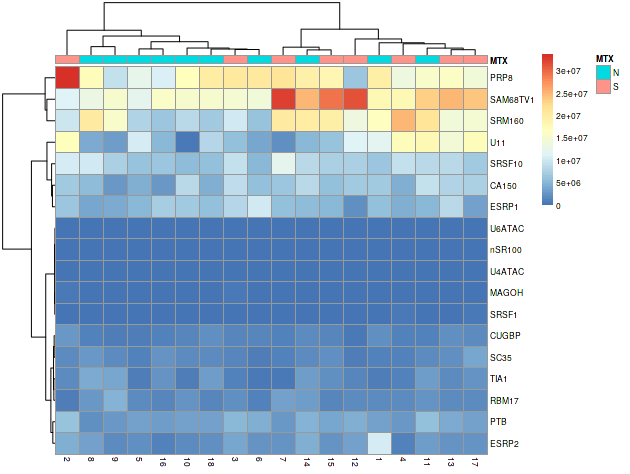 MTX
PRP8
SAM68TV1
SRM160
U11
SRSF10
CA150
ESRP1
U6ATAC
nSR100
U4ATAC
MAGOH
SRSF1
CUGBP
SC35
TIA1
RBM17
PTB
ESRP2
2 8 9 5 16 10 18 3 6 7 14 15 12 1 4 11 13 17
3e+07
2.5e+07
2e+07
1.5e+07
1e+07
5e+06
0
MTX
N
S